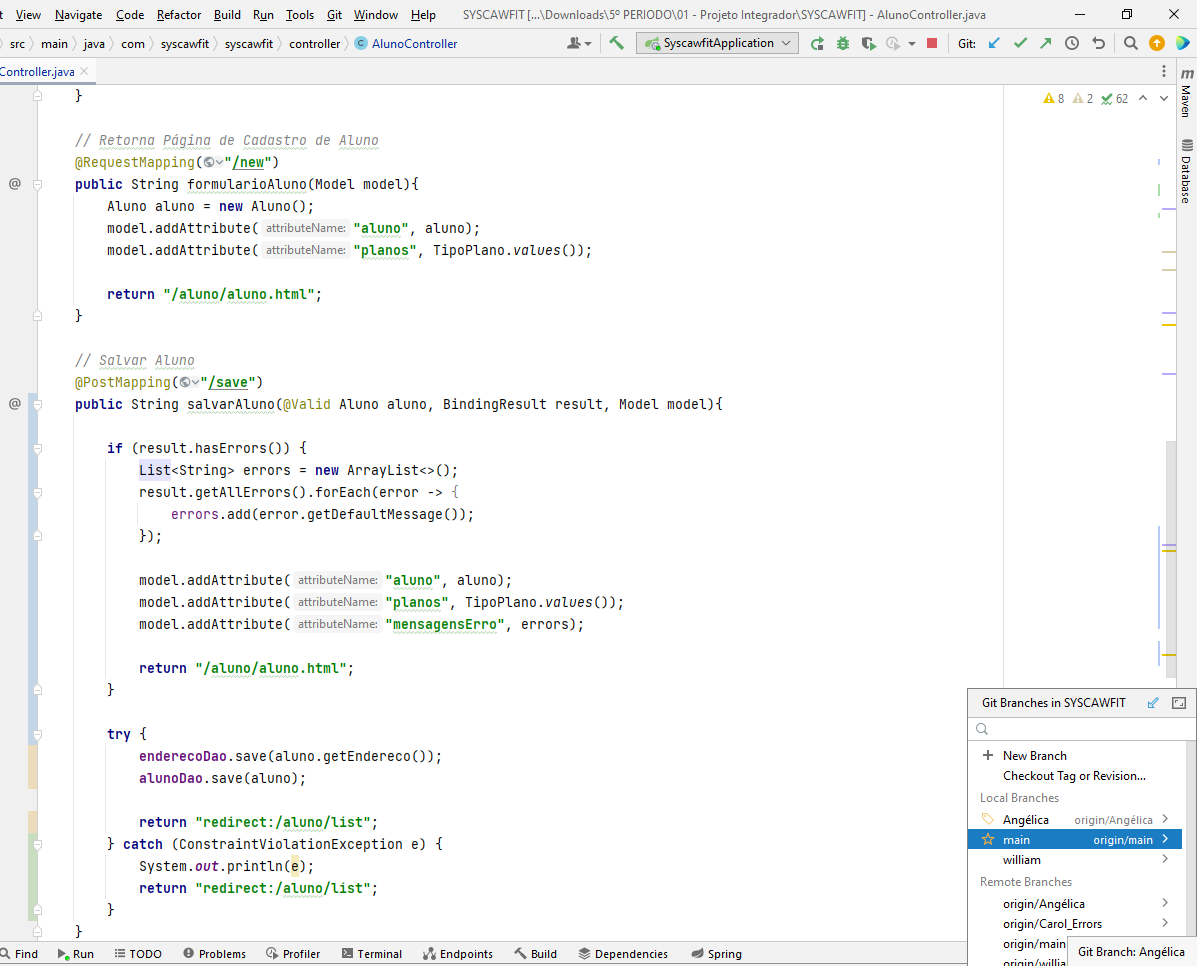 View Navigate Code Refactor Build Run Tools Git Window Help SYSCAWFIT [...\Downloads\5º PERIODO\01 - Projeto Integrador\SYSCAWFIT] - AlunoController.java
src main java com syscawfit syscawfit controller AlunoController SyscawfitApplication Git:
Controller.java
}
8 2 62
Maven
Database
// Retorna Página de Cadastro de Aluno
@RequestMapping("/new")
public String formularioAluno(Model model){
Aluno aluno = new Aluno();
model.addAttribute( attributeName: "aluno", aluno);
model.addAttribute( attributeName: "planos", TipoPlano.values());
return "/aluno/aluno.html";
}
// Salvar Aluno
@PostMapping("/save")
public String salvarAluno(@Valid Aluno aluno, BindingResult result, Model model){
if (result.hasErrors()) {
List<String> errors = new ArrayList<>();
result.getAllErrors().forEach(error -> {
errors.add(error.getDefaultMessage());
});
model.addAttribute( attributeName: "aluno", aluno);
model.addAttribute( attributeName: "planos", TipoPlano.values());
model.addAttribute( attributeName: "mensagensErro", errors);
return "/aluno/aluno.html";
}
try {
enderecoDao.save(aluno.getEndereco());
alunoDao.save(aluno);
return "redirect:/aluno/list";
} catch (ConstraintViolationException e) {
System.out.println(e);
return "redirect:/aluno/list";
}
}
Git Branches in SYSCAWFIT
New Branch
Checkout Tag or Revision...
Local Branches
Angélica origin/Angélica
main origin/main
william
Remote Branches
origin/Angélica
origin/Carol_Errors
origin/main
origin/willia
Git Branch: Angélica
Find Run TODO Problems Profiler Terminal Endpoints Build Dependencies Spring